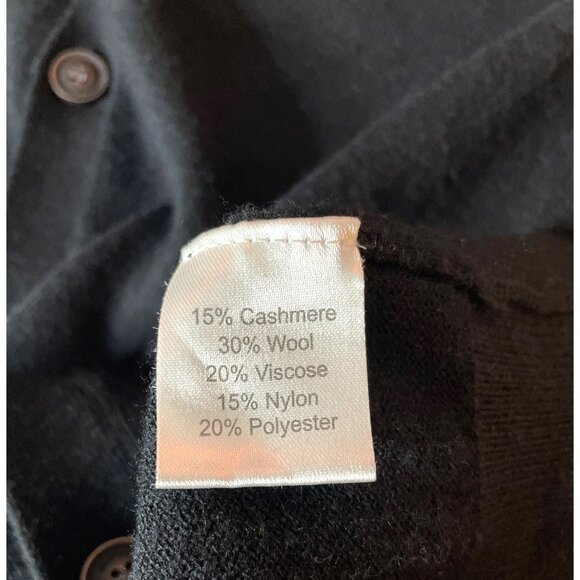 15% Cashmere
30% Wool
20% Viscose
15% Nylon
20% Polyester